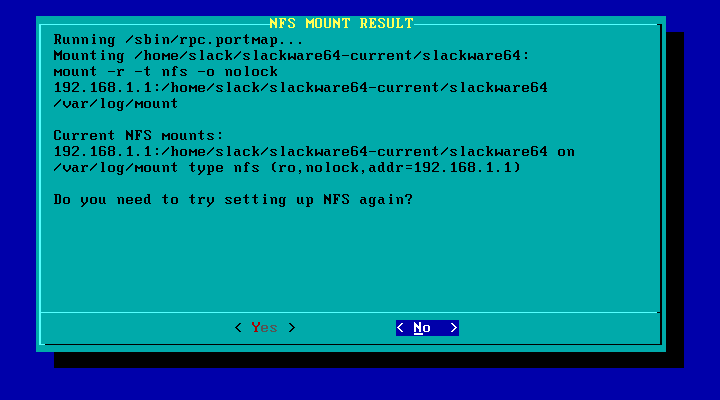 NFS MOUNT RESULT
Running /sbin/rpc.portmap...
Mounting /home/slack/slackware64-current/slackware64:
mount -r -t nfs -o nolock
192.168.1.1:/home/slack/slackware64-current/slackware64
/var/log/mount
Current NFS mounts:
192.168.1.1:/home/slack/slackware64-current/slackware64 on
/var/log/mount type nfs (ro,nolock,addr=192.168.1.1)
Do you need to try setting up NFS again?
< Yes > < No >